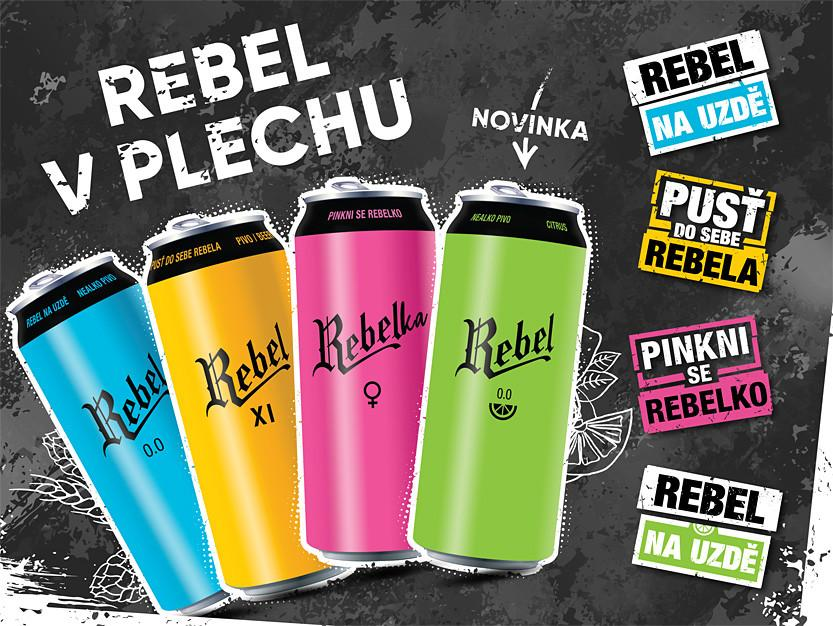 REBEL
V PLECHU
NOVINKA
REBEL NA UZDĚ NEALKO PIVO
Rebel
0.0
PUSŤ DO SEBE REBELA PIVO / BEER
Rebel
XI
PINKNI SE REBELKO
Rebelka
NEALKO PIVO CITRUS
Rebel
0.0
REBEL
NA UZDĚ
PUSŤ
DO SEBE
REBELA
PINKNI
SE
REBELKO
REBEL
NA UZDĚ